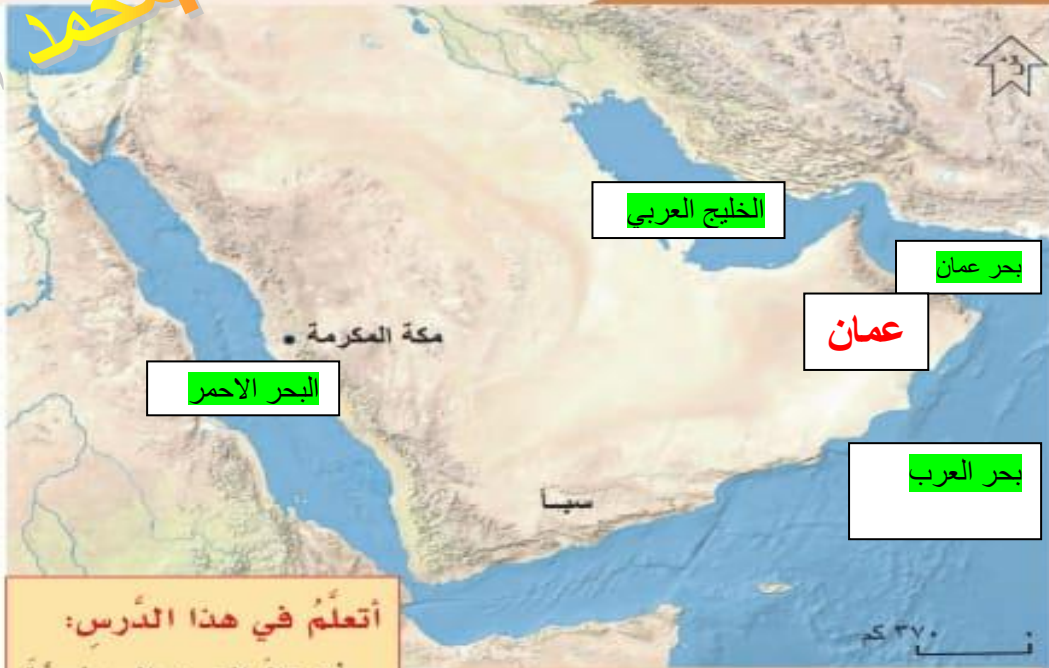 محمد
الخليج العربي
بحر عمان
عمان
مكة المكرمة
البحر الاحمر
بحر العرب
سبأ
أتعلَّمُ في هذا الدَّرسِ:
٣٧٠ كم